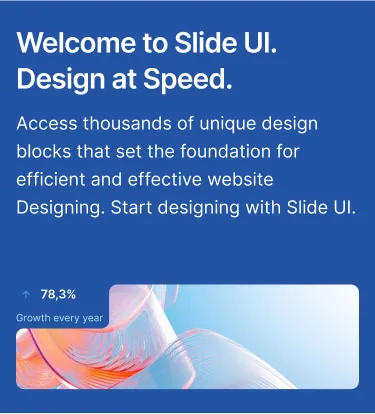 Welcome to Slide UI.
Design at Speed.
Access thousands of unique design
blocks that set the foundation for
efficient and effective website
Designing. Start designing with Slide UI.
↑ 78,3%
Growth every year